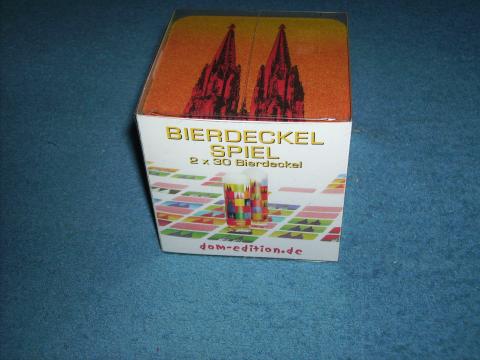 BIERDECKEL
SPIEL
2 x 30 Bierdeckel
dom-edition.de